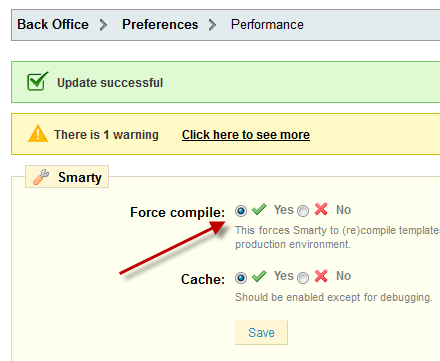 Back Office > Preferences > Performance
Update successful
There is 1 warning Click here to see more
Smarty
Force compile: Yes No
This forces Smarty to (re)compile templates
production environment.
Cache: Yes No
Should be enabled except for debugging.
Save